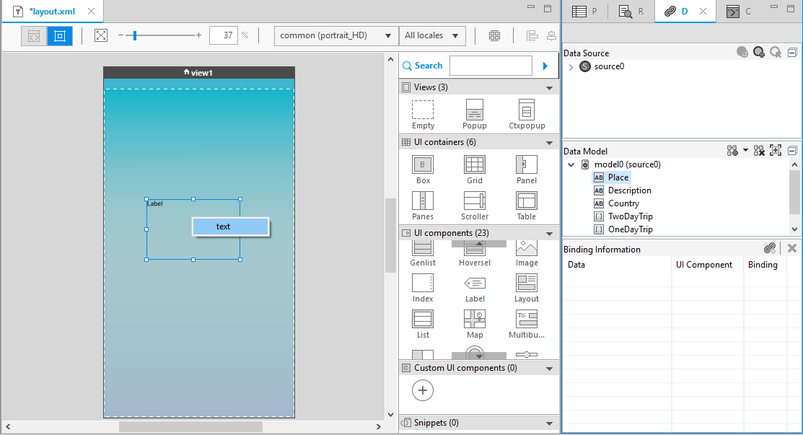 *layout.xml
37
%
common (portrait_HD)
All locales
view1
Label
text
Search
Views (3)
Empty
Popup
Ctxpopup
UI containers (6)
Box
Grid
Panel
Panes
Scroller
Table
UI components (23)
Genlist
Hoversel
Image
Index
Label
Layout
List
Map
Multibu...
Custom UI components (0)
Snippets (0)
P
R
D
C
Data Source
source0
Data Model
model0 (source0)
Place
Description
Country
TwoDayTrip
OneDayTrip
Binding Information
Data UI Component Binding